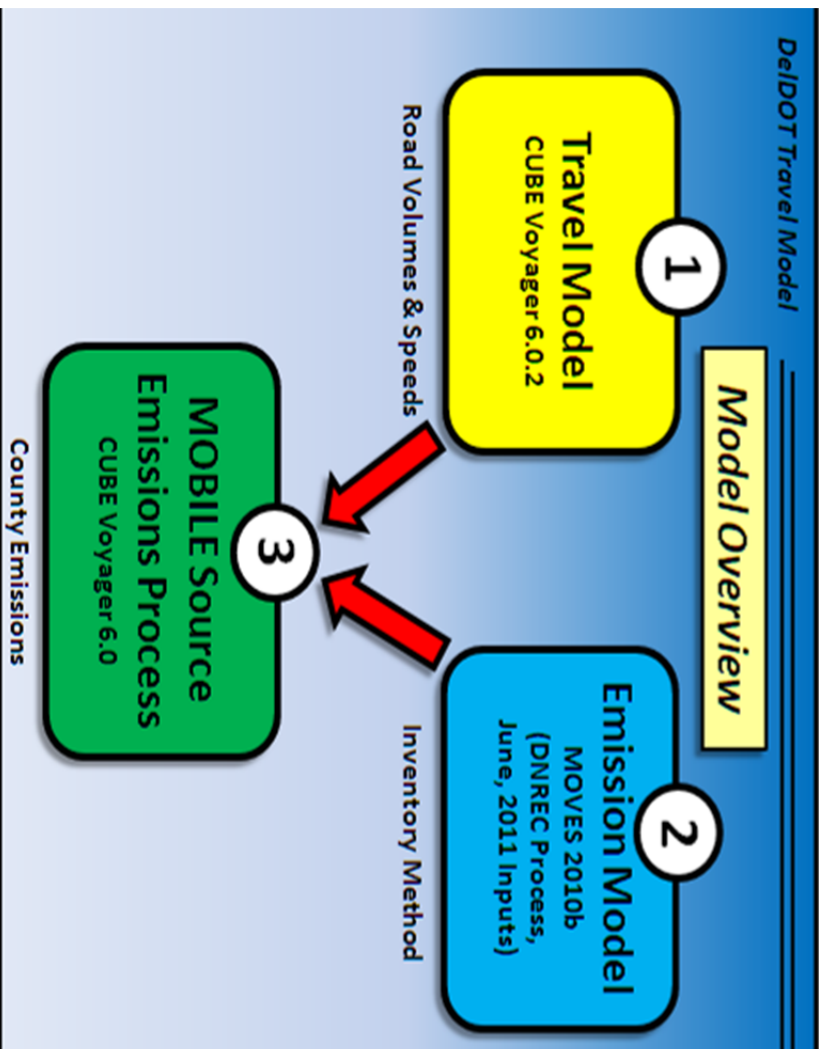 DelDOT Travel Model
Model Overview
1
Travel Model
CUBE Voyager 6.0.2
Road Volumes & Speeds
2
Emission Model
MOVES 2010b
(DNREC Process,
June, 2011 Inputs)
Inventory Method
3
MOBILE Source
Emissions Process
CUBE Voyager 6.0
County Emissions